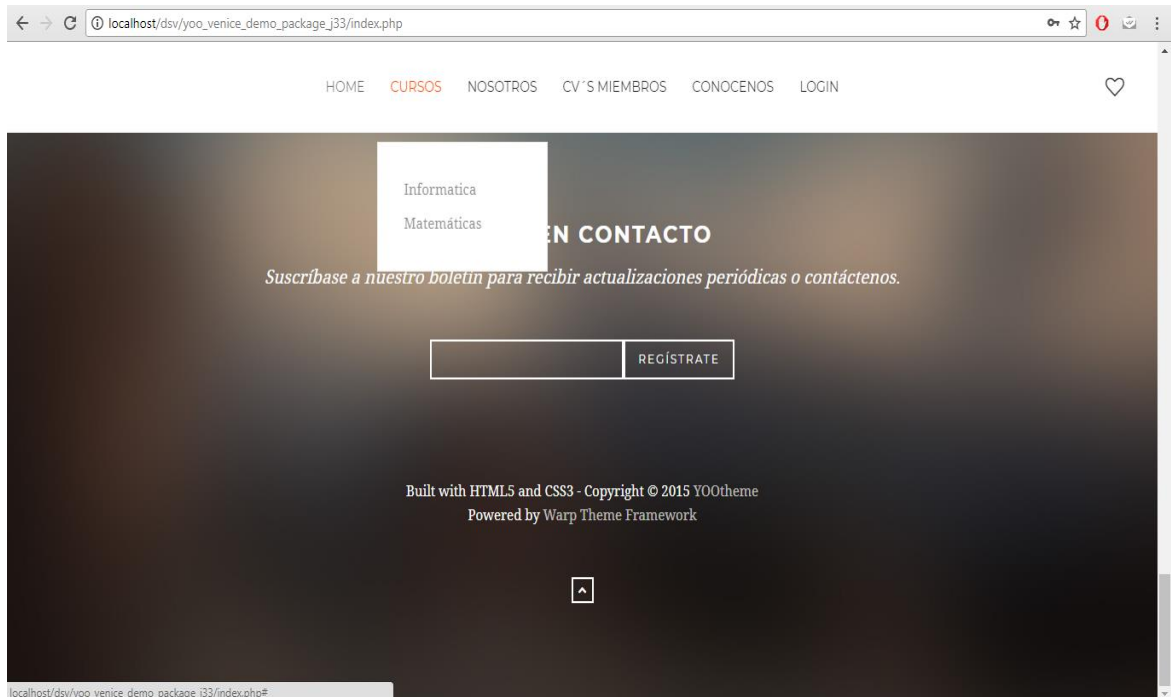 localhost/dsv/yoo_venice_demo_package_j33/index.php
HOME CURSOS NOSOTROS CV´S MIEMBROS CONOCENOS LOGIN
Informatica
Matemáticas
EN CONTACTO
Suscríbase a nuestro boletín para recibir actualizaciones periódicas o contáctenos.
REGÍSTRATE
Built with HTML5 and CSS3 - Copyright © 2015 YOOtheme
Powered by Warp Theme Framework
localhost/dsv/yoo_venice_demo_package_j33/index.php#